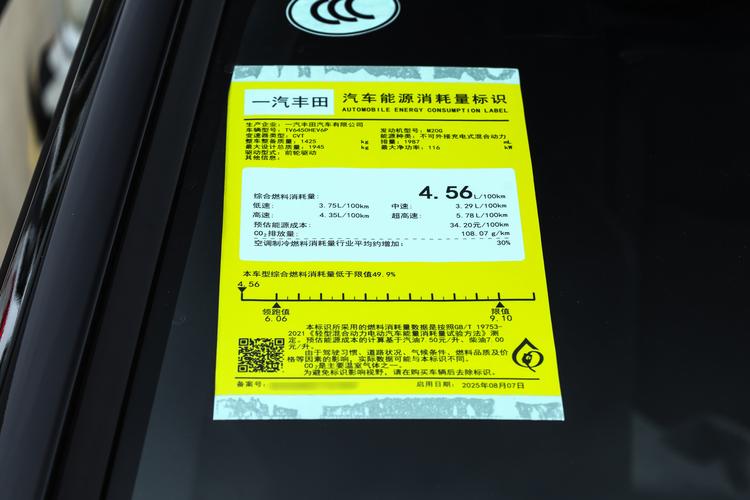 CCC
一汽丰田
汽车能源消耗量标识
AUTOMOBILE ENERGY CONSUMPTION LABEL
生产企业：一汽丰田汽车有限公司
车辆型号：TV6450HEV6P 发动机型号：M20G
变速器类型：CVT 能源种类：不可外接充电式混合动力
整车整备质量：1425 kg 排量：1987 mL
最大设计总质量：1945 kg 最大净功率：116 kW
驱动型式：前轮驱动
其他信息：
综合燃料消耗量： 4.56L/100km
低速： 3.75L/100km 中速： 3.29L/100km
高速： 4.35L/100km 超高速： 5.78L/100km
预估能源成本： 34.20元/100km
CO₂排放量： 108.07 g/km
空调制冷燃料消耗量行业平均约增加： 30%
本车型综合燃料消耗量低于限值49.9%
4.56
领跑值 限值
6.06 9.10
本标识所采用的燃料消耗量数据是按照GB/T 19753-
2021《轻型混合动力电动汽车能量消耗量试验方法》测
定。预估能源成本的计算基于汽油7.50元/升、柴油7.00
元/升。
由于驾驶习惯、道路状况、气候条件、燃料品质及价
格等因素的影响，实际数据可能与本标识不同。
CO₂是主要温室气体之一。
为避免标识影响视野，请在购买车辆后去除标识。
备案号： 启用日期：2025年08月07日